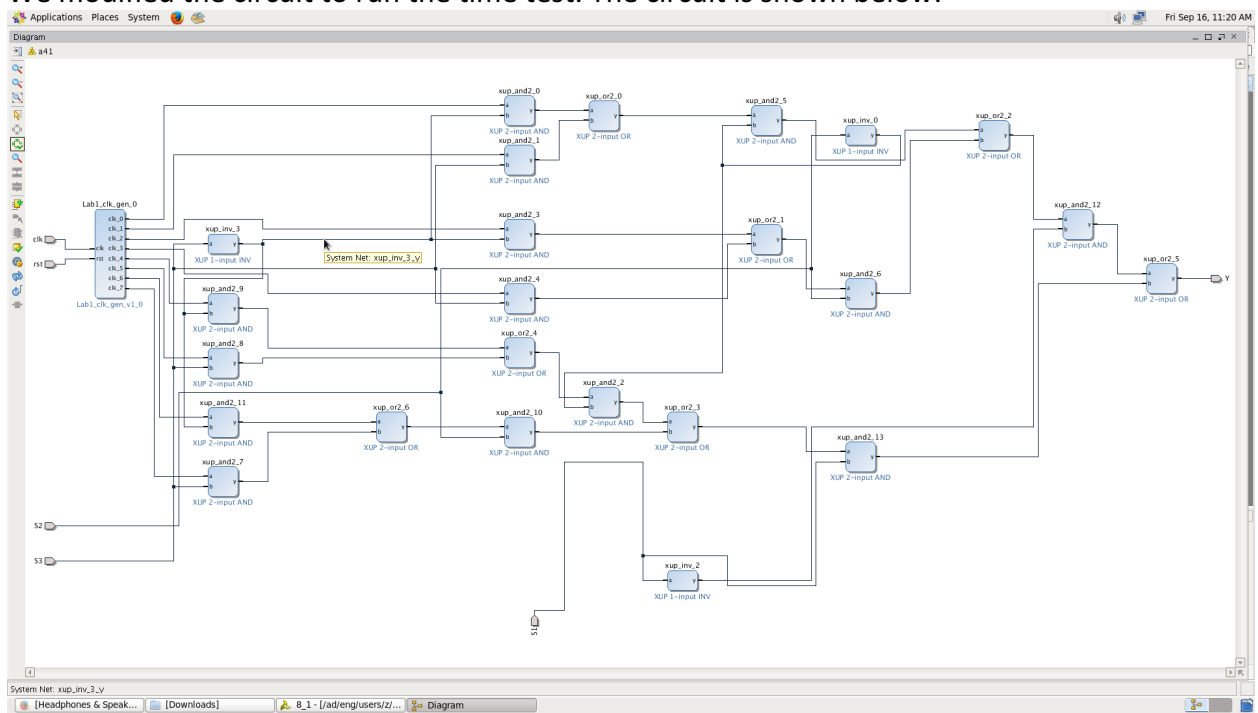 We modified the circuit to run the time test. The circuit is shown below:
Applications Places System
Fri Sep 16, 11:20 AM
Diagram
a41
xup_and2_0
a
b
y
XUP 2-input AND
xup_or2_0
a
b
y
XUP 2-input OR
xup_and2_1
a
b
y
XUP 2-input AND
xup_and2_5
a
b
y
XUP 2-input AND
xup_inv_0
a
y
XUP 1-input INV
xup_or2_2
a
b
y
XUP 2-input OR
Lab1_clk_gen_0
clk
rst
clk_0
clk_1
clk_2
clk_3
clk_4
clk_5
clk_6
clk_7
Lab1_clk_gen_v1_0
clk
rst
xup_inv_3
a
y
XUP 1-input INV
System Net: xup_inv_3_y
xup_and2_3
a
b
y
XUP 2-input AND
xup_or2_1
a
b
y
XUP 2-input OR
xup_and2_12
a
b
y
XUP 2-input AND
xup_or2_5
a
b
y
XUP 2-input OR
Y
xup_and2_4
a
b
y
XUP 2-input AND
xup_and2_6
a
b
y
XUP 2-input AND
xup_and2_9
a
b
y
XUP 2-input AND
xup_and2_8
a
b
y
XUP 2-input AND
xup_or2_4
a
b
y
XUP 2-input OR
xup_and2_2
a
b
y
XUP 2-input AND
xup_and2_11
a
b
y
XUP 2-input AND
xup_or2_6
a
b
y
XUP 2-input OR
xup_and2_10
a
b
y
XUP 2-input AND
xup_or2_3
a
b
y
XUP 2-input OR
xup_and2_13
a
b
y
XUP 2-input AND
xup_and2_7
a
b
y
XUP 2-input AND
S2
S3
xup_inv_2
a
y
XUP 1-input INV
S1
System Net: xup_inv_3_y
[Headphones & Speak...
[Downloads]
8_1 - [/ad/eng/users/z/...
Diagram